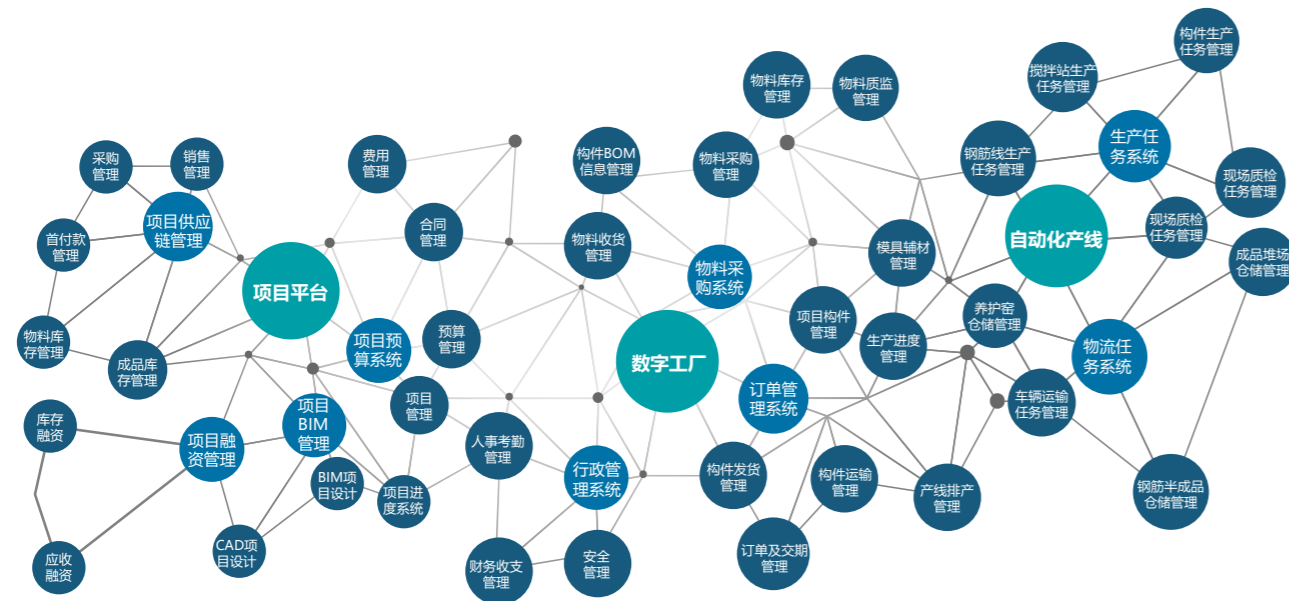 采购
管理
销售
管理
项目供应
链管理
首付款
管理
物料库
存管理
成品库
存管理
项目平台
费用
管理
合同
管理
项目预
算系统
预算
管理
项目
管理
项目
BIM
管理
项目融
资管理
库存
融资
应收
融资
CAD项
目设计
BIM项
目设计
项目进
度系统
人事考勤
管理
行政管
理系统
财务收支
管理
安全
管理
数字工厂
构件BOM
信息管理
物料收货
管理
物料采购
管理
物料库存
管理
物料质监
管理
物料采
购系统
模具辅材
管理
项目构件
管理
生产进度
管理
订单管
理系统
构件发货
管理
构件运输
管理
订单及交期
管理
产线排产
管理
自动化产线
钢筋线生产
任务管理
搅拌站生产
任务管理
构件生产
任务管理
生产任
务系统
现场质检
任务管理
现场质检
任务管理
成品堆场
仓储管理
养护窑
仓储管理
物流任
务系统
车辆运输
任务管理
钢筋半成品
仓储管理